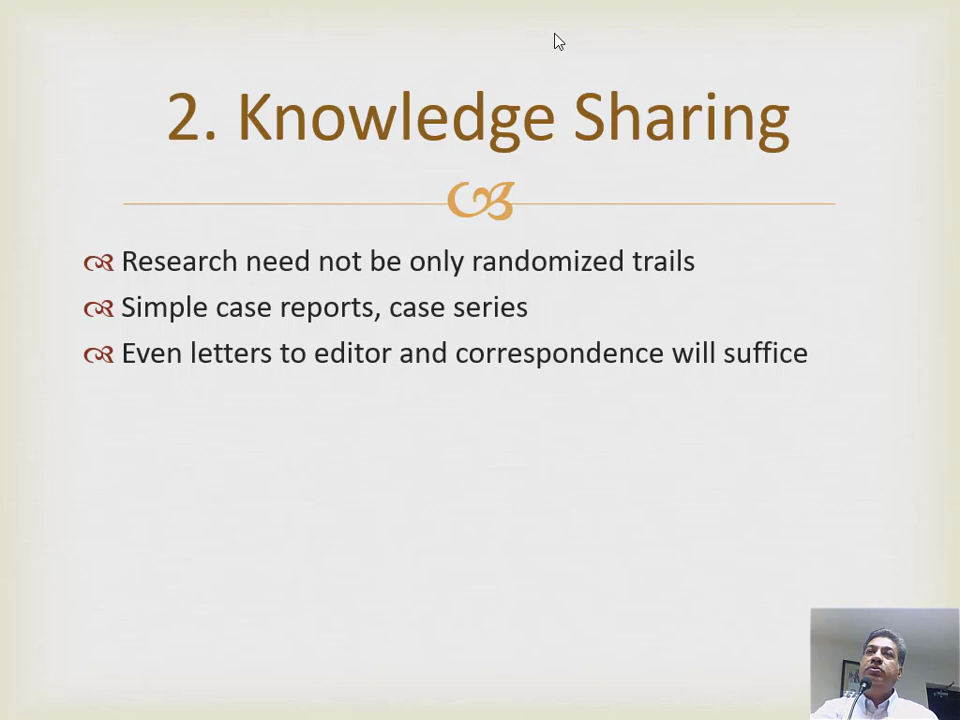 2. Knowledge Sharing
Research need not be only randomized trails
Simple case reports, case series
Even letters to editor and correspondence will suffice